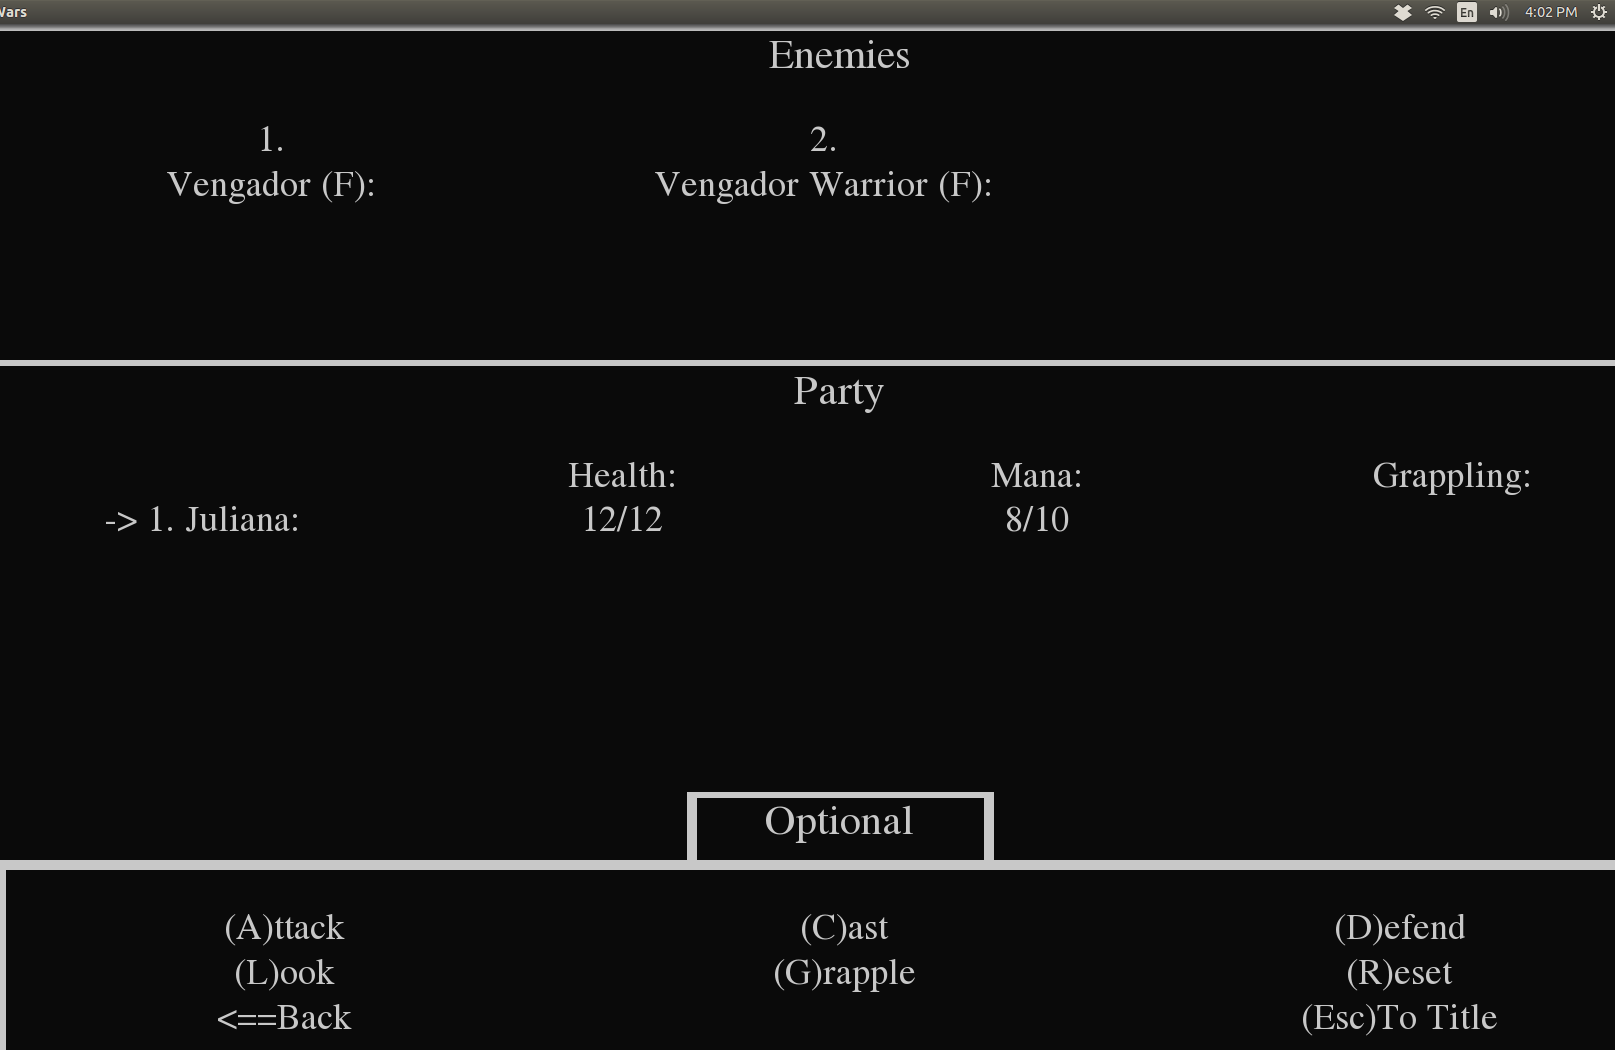 En 4:02 PM
Enemies
1. 2.
Vengador (F): Vengador Warrior (F):
Party
Health: Mana: Grappling:
-> 1. Juliana: 12/12 8/10
Optional
(A)ttack (C)ast (D)efend
(L)ook (G)rapple (R)eset
<==Back (Esc)To Title